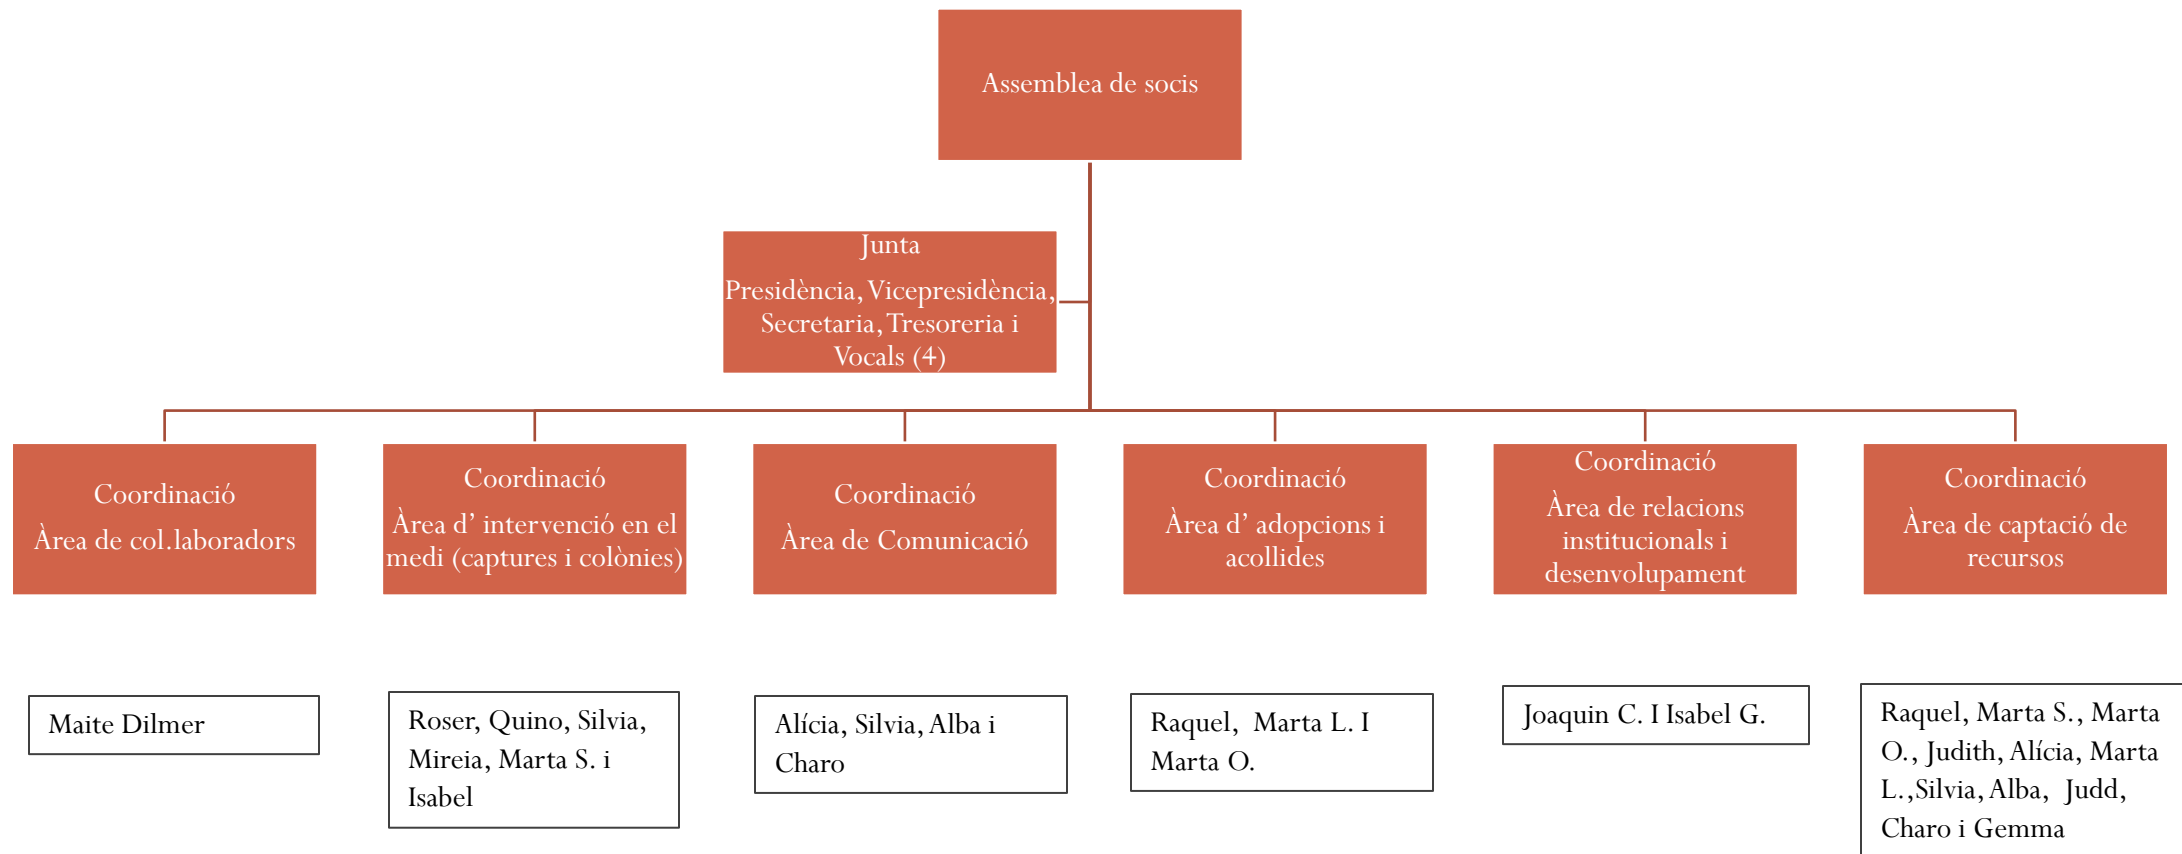 Assemblea de socis
Junta
Presidència, Vicepresidència,
Secretaria, Tresoreria i
Vocals (4)
Coordinació
Àrea de col.laboradors
Coordinació
Àrea d’ intervenció en el
medi (captures i colònies)
Coordinació
Àrea de Comunicació
Coordinació
Àrea d’ adopcions i
acollides
Coordinació
Àrea de relacions
institucionals i
desenvolupament
Coordinació
Àrea de captació de
recursos
Maite Dilmer
Roser, Quino, Silvia,
Mireia, Marta S. i
Isabel
Alícia, Silvia, Alba i
Charo
Raquel, Marta L. I
Marta O.
Joaquin C. I Isabel G.
Raquel, Marta S., Marta
O., Judith, Alícia, Marta
L.,Silvia, Alba, Judd,
Charo i Gemma